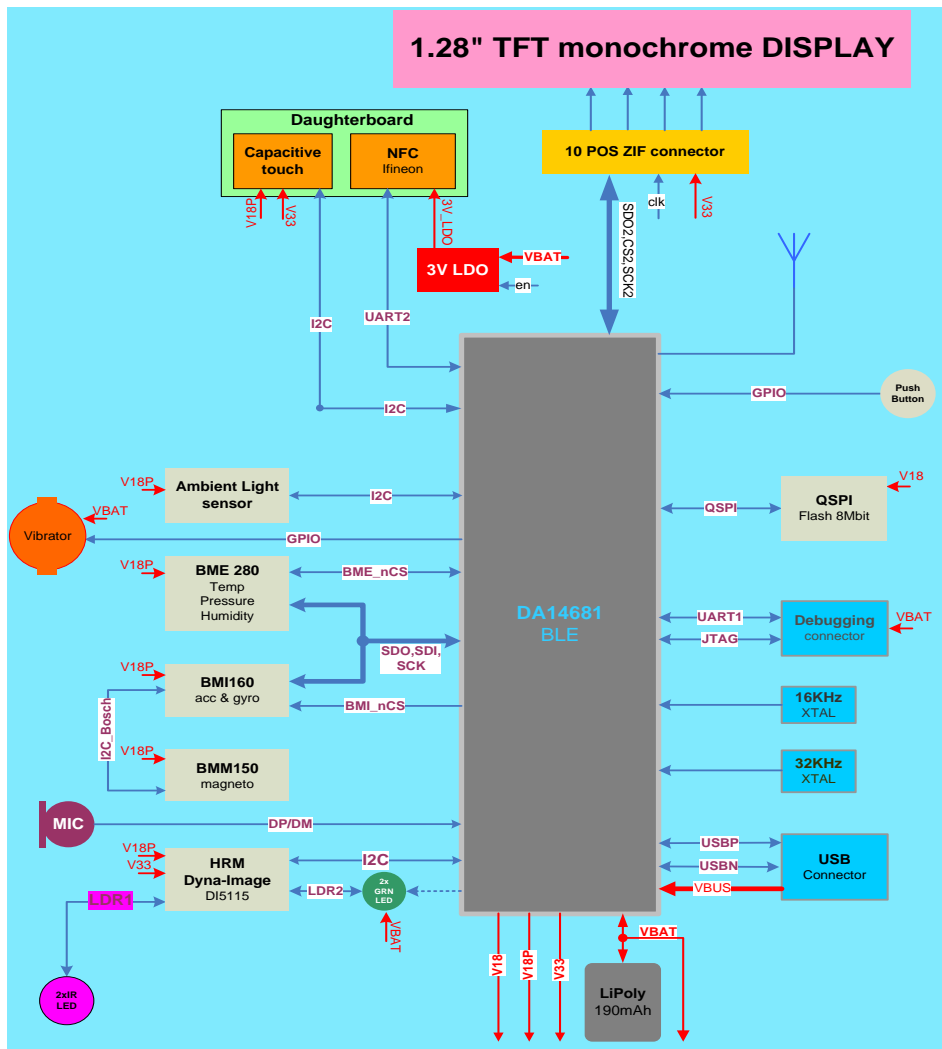 1.28" TFT monochrome DISPLAY
Daughterboard
Capacitive
touch
NFC
Ifineon
10 POS ZIF connector
V18P
V33
3V_LDO
clk
V33
SDO2,CS2,SCK2
3V LDO
VBAT
en
I2C
UART2
I2C
GPIO
Push
Button
V18P
Ambient Light
sensor
I2C
V18
QSPI
QSPI
Flash 8Mbit
VBAT
Vibrator
GPIO
V18P
BME 280
Temp
Pressure
Humidity
BME_nCS
DA14681
BLE
UART1
JTAG
Debugging
connector
VBAT
SDO,SDI,
SCK
V18P
BMI160
acc & gyro
BMI_nCS
I2C_Bosch
16KHz
XTAL
V18P
BMM150
magneto
32KHz
XTAL
MIC
DP/DM
V18P
V33
HRM
Dyna-Image
DI5115
I2C
LDR2
2x
GRN
LED
VBAT
USBP
USBN
VBUS
USB
Connector
LDR1
2xIR
LED
V18
V18P
V33
VBAT
LiPoly
190mAh